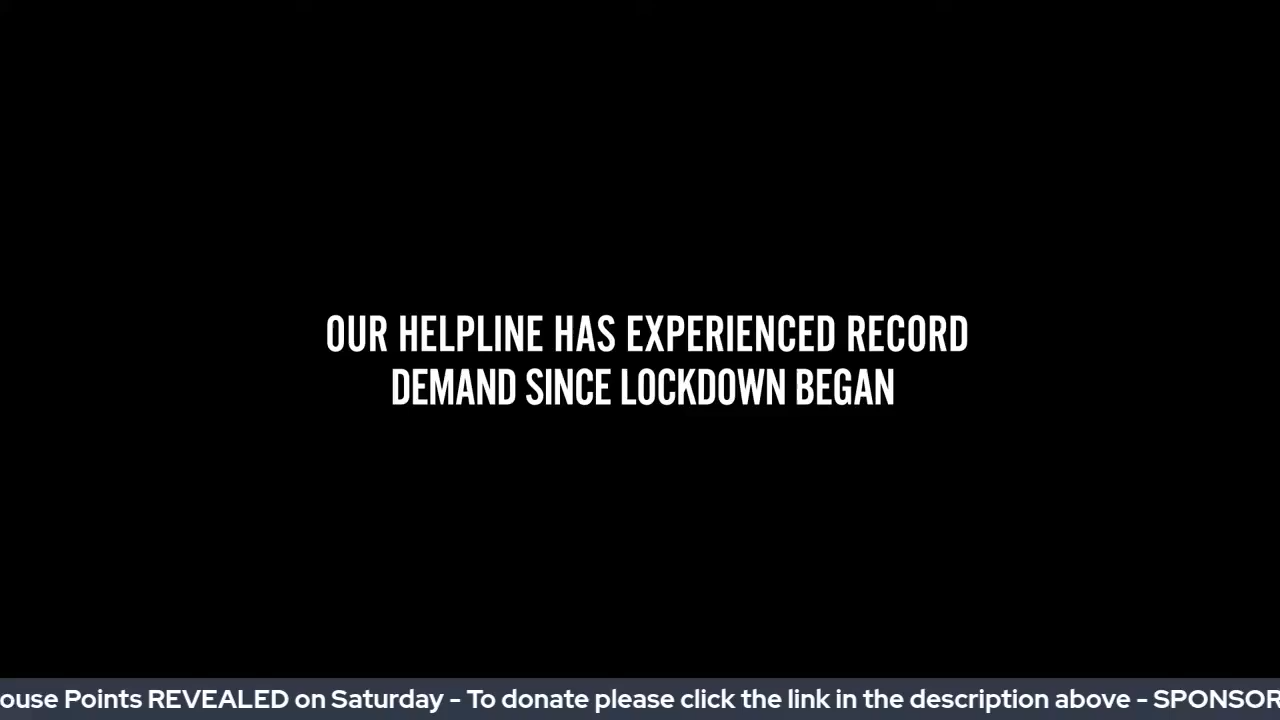 OUR HELPLINE HAS EXPERIENCED RECORD
DEMAND SINCE LOCKDOWN BEGAN
ouse Points REVEALED on Saturday - To donate please click the link in the description above - SPONSOR